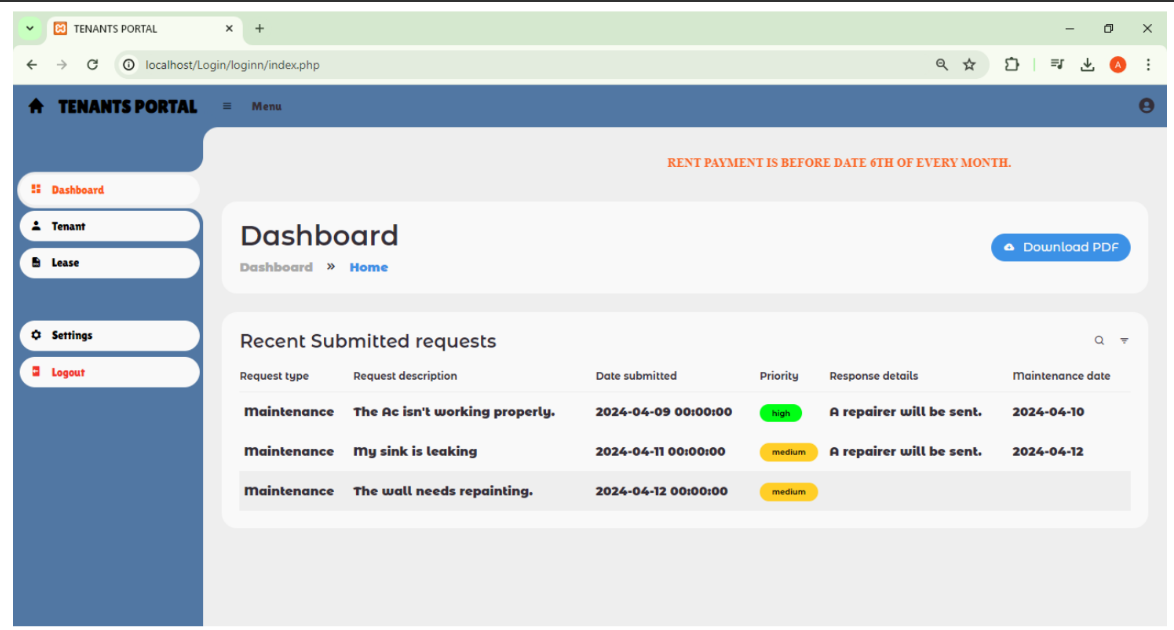 TENANTS PORTAL
localhost/Login/loginn/index.php
A
TENANTS PORTAL Menu
RENT PAYMENT IS BEFORE DATE 6TH OF EVERY MONTH.
Dashboard
Tenant
Lease
Settings
Logout
Dashboard
Dashboard » Home
Download PDF
Recent Submitted requests
Request type Request description Date submitted Priority Response details Maintenance date
Maintenance The Ac isn't working properly. 2024-04-09 00:00:00 high A repairer will be sent. 2024-04-10
Maintenance My sink is leaking 2024-04-11 00:00:00 medium A repairer will be sent. 2024-04-12
Maintenance The wall needs repainting. 2024-04-12 00:00:00 medium